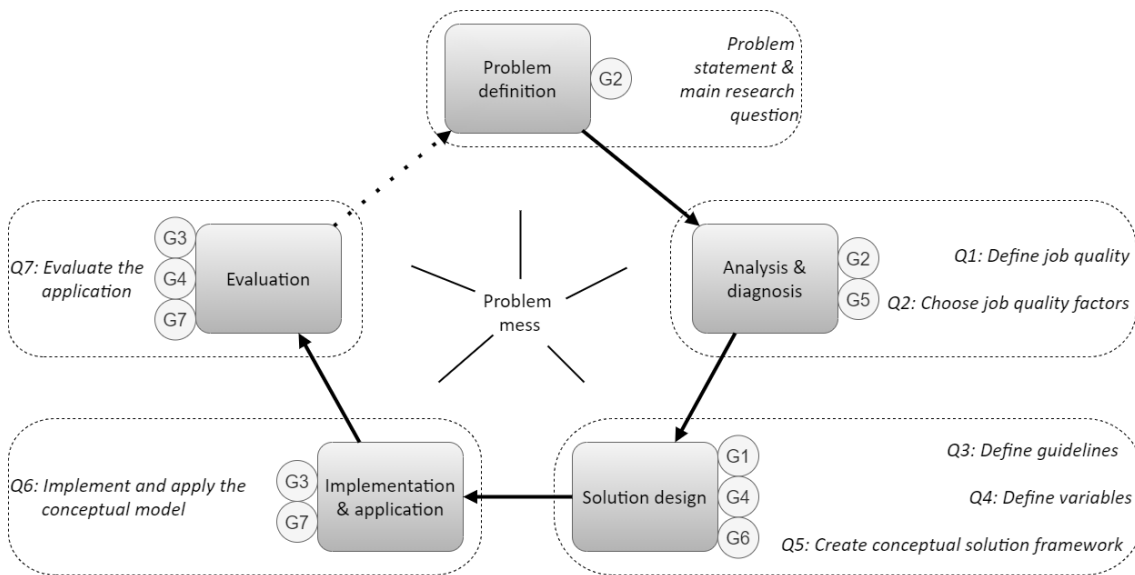 Problem
definition
G2
Problem
statement &
main research
question
Analysis &
diagnosis
G2
G5
Q1: Define job quality
Q2: Choose job quality factors
Solution design
G1
G4
G6
Q3: Define guidelines
Q4: Define variables
Q5: Create conceptual solution framework
Implementation
& application
G3
G7
Q6: Implement and apply the
conceptual model
Evaluation
G3
G4
G7
Q7: Evaluate the
application
Problem
mess